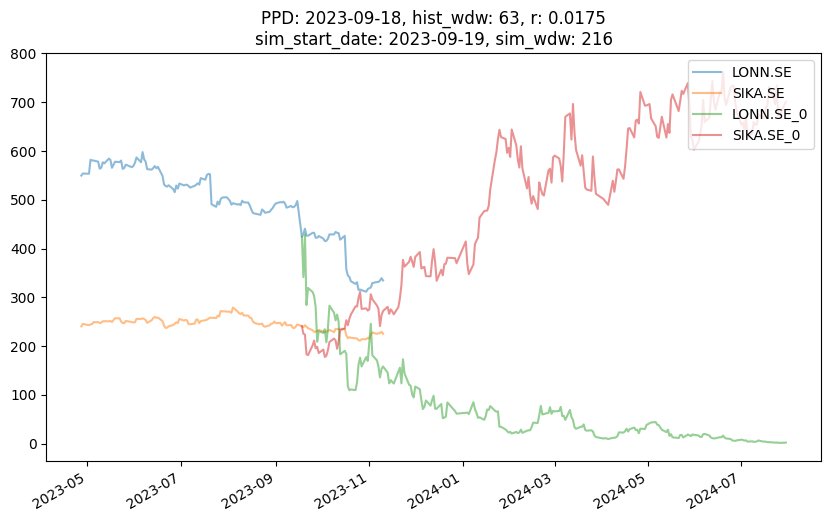 PPD: 2023-09-18, hist_wdw: 63, r: 0.0175
sim_start_date: 2023-09-19, sim_wdw: 216
800
700
600
500
400
300
200
100
0
LONN.SE
SIKA.SE
LONN.SE_0
SIKA.SE_0
2023-05
2023-07
2023-09
2023-11
2024-01
2024-03
2024-05
2024-07